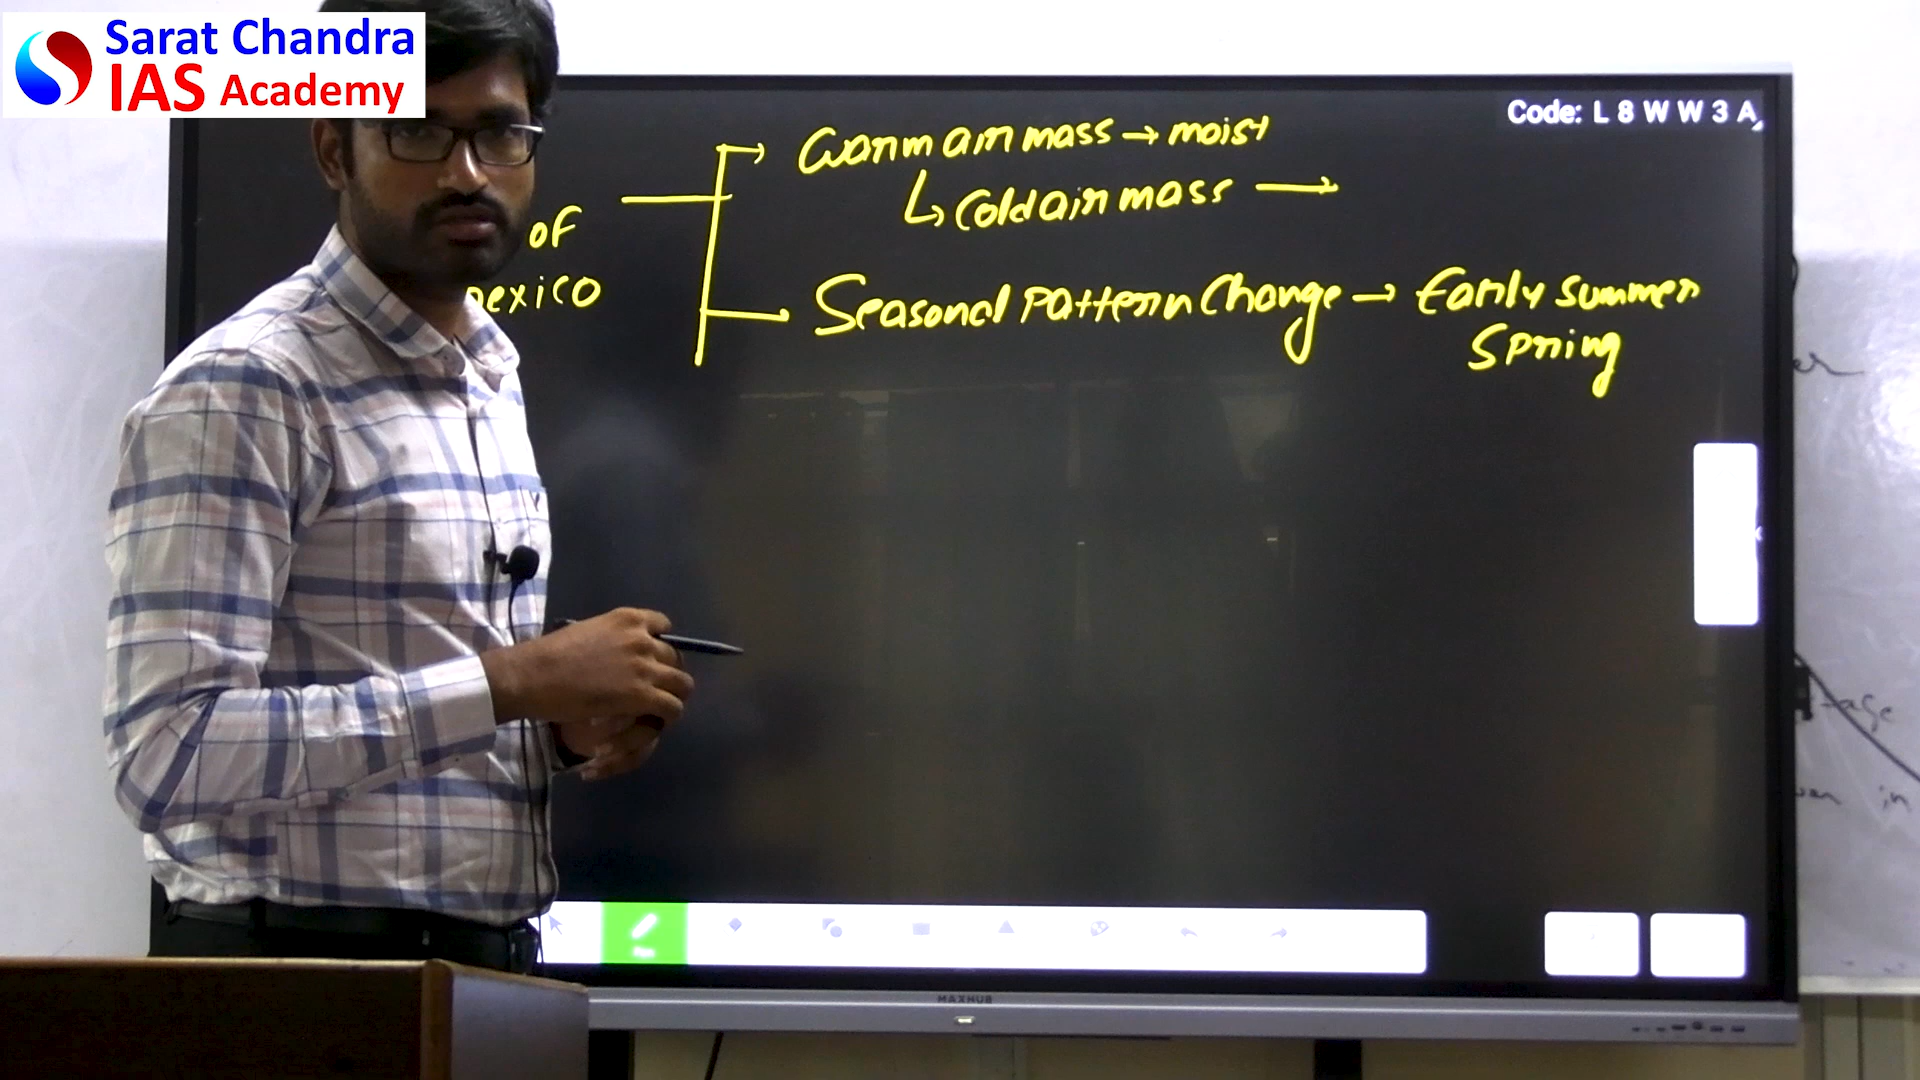 Sarat Chandra
IAS Academy
Code: L 8 W W 3 A
Warm air mass → moist
↳ Cold air mass →
of
mexico
Seasonal Pattern Change → Early Summer
Spring
MAXHUB